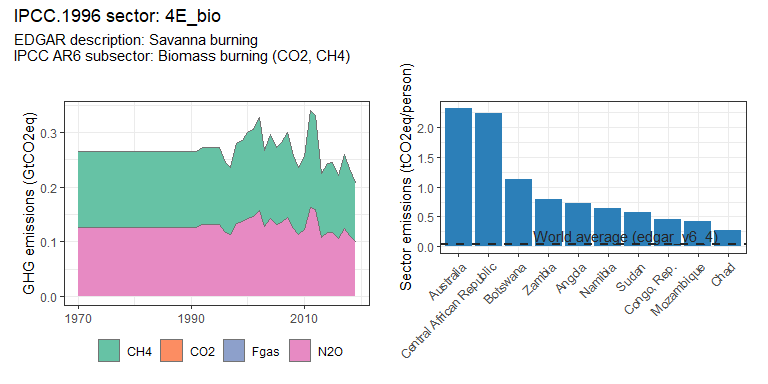 IPCC.1996 sector: 4E_bio
EDGAR description: Savanna burning
IPCC AR6 subsector: Biomass burning (CO2, CH4)
GHG emissions (GtCO2eq)
0.3
0.2
0.1
0.0
1970
1990
2010
CH4
CO2
Fgas
N2O
Sector emissions (tCO2eq/person)
2.0
1.5
1.0
0.5
0.0
World average (edgar_v6_4)
Australia
Central African Republic
Botswana
Zambia
Angola
Namibia
Sudan
Congo, Rep.
Mozambique
Chad